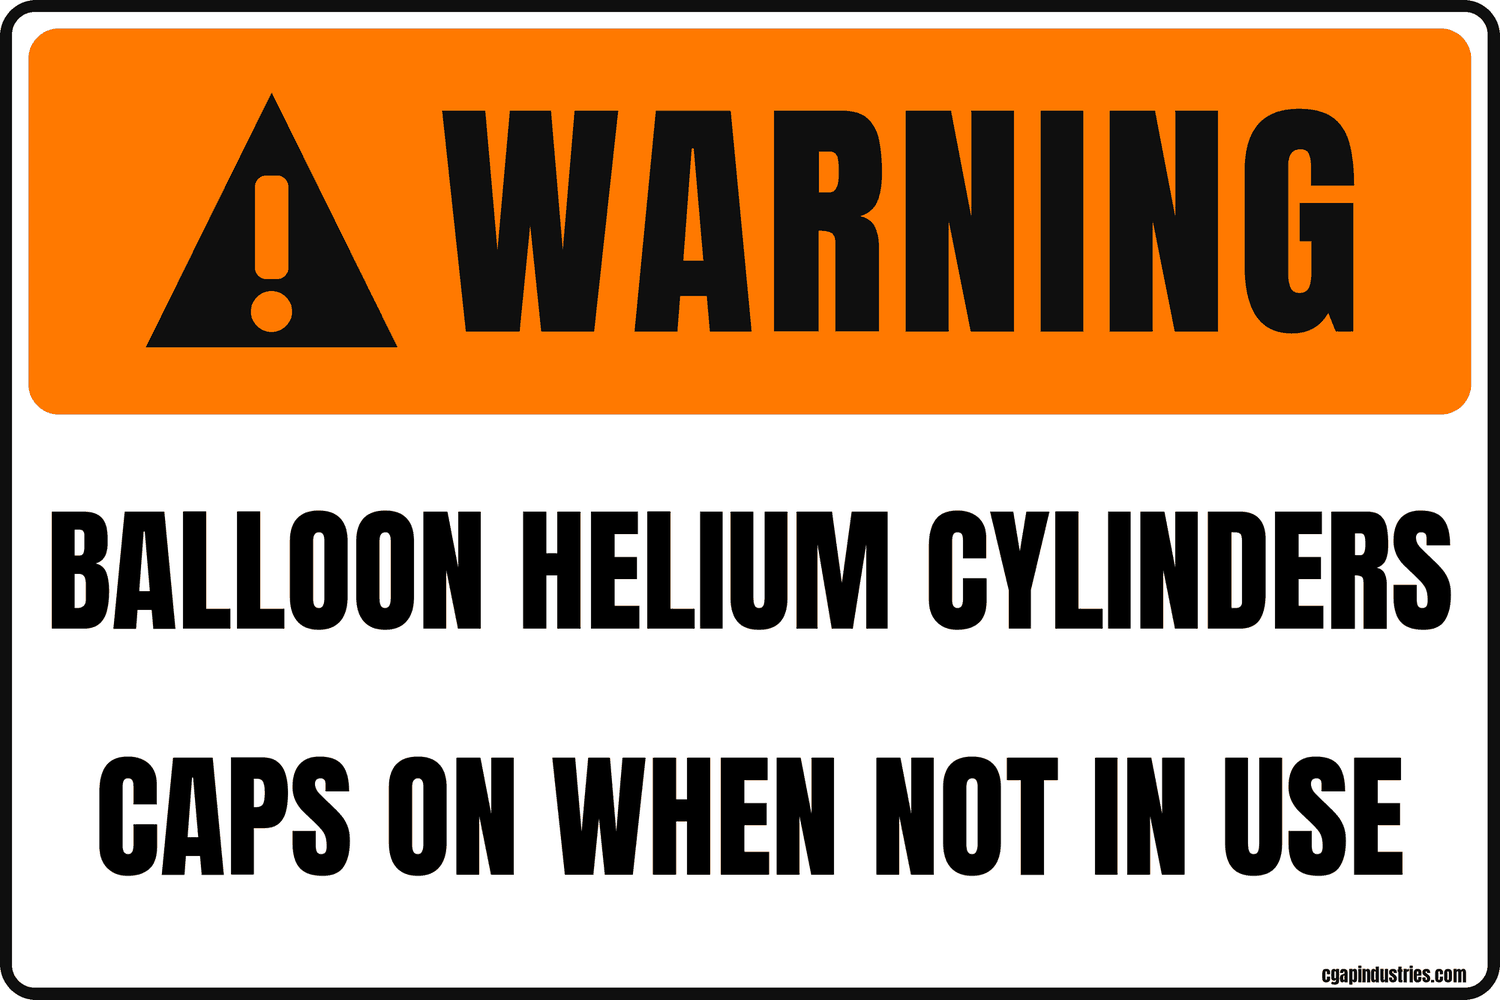 WARNING
BALLOON HELIUM CYLINDERS
CAPS ON WHEN NOT IN USE
cgapindustries.com